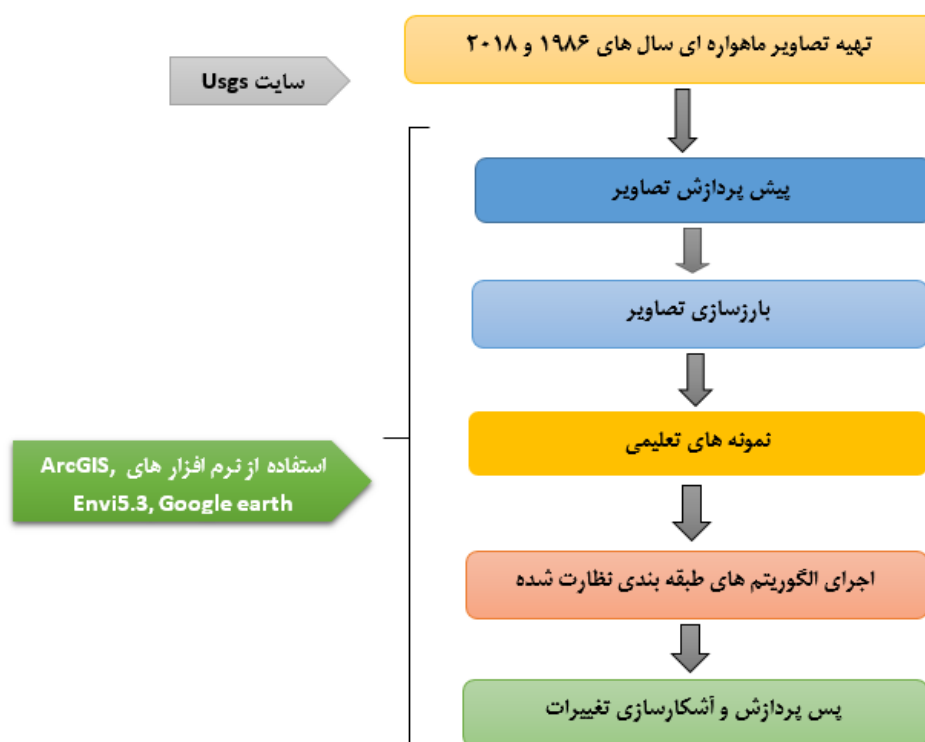 تهیه تصاویر ماهواره ای سال های ۱۹۸۶ و ۲۰۱۸
سایت Usgs
پیش پردازش تصاویر
بارزسازی تصاویر
نمونه های تعلیمی
استفاده از نرم افزار های ArcGIS,
Envi5.3, Google earth
اجرای الگوریتم های طبقه بندی نظارت شده
پس پردازش و آشکارسازی تغییرات